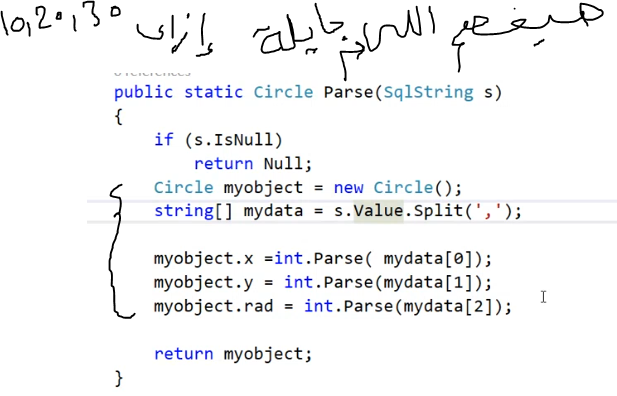 هيفهم اللى جايلة إزاى 10,20,30
0 references
public static Circle Parse(SqlString s)
{
if (s.IsNull)
return Null;
Circle myobject = new Circle();
string[] mydata = s.Value.Split(',');
myobject.x =int.Parse( mydata[0]);
myobject.y = int.Parse(mydata[1]);
myobject.rad = int.Parse(mydata[2]);
return myobject;
}